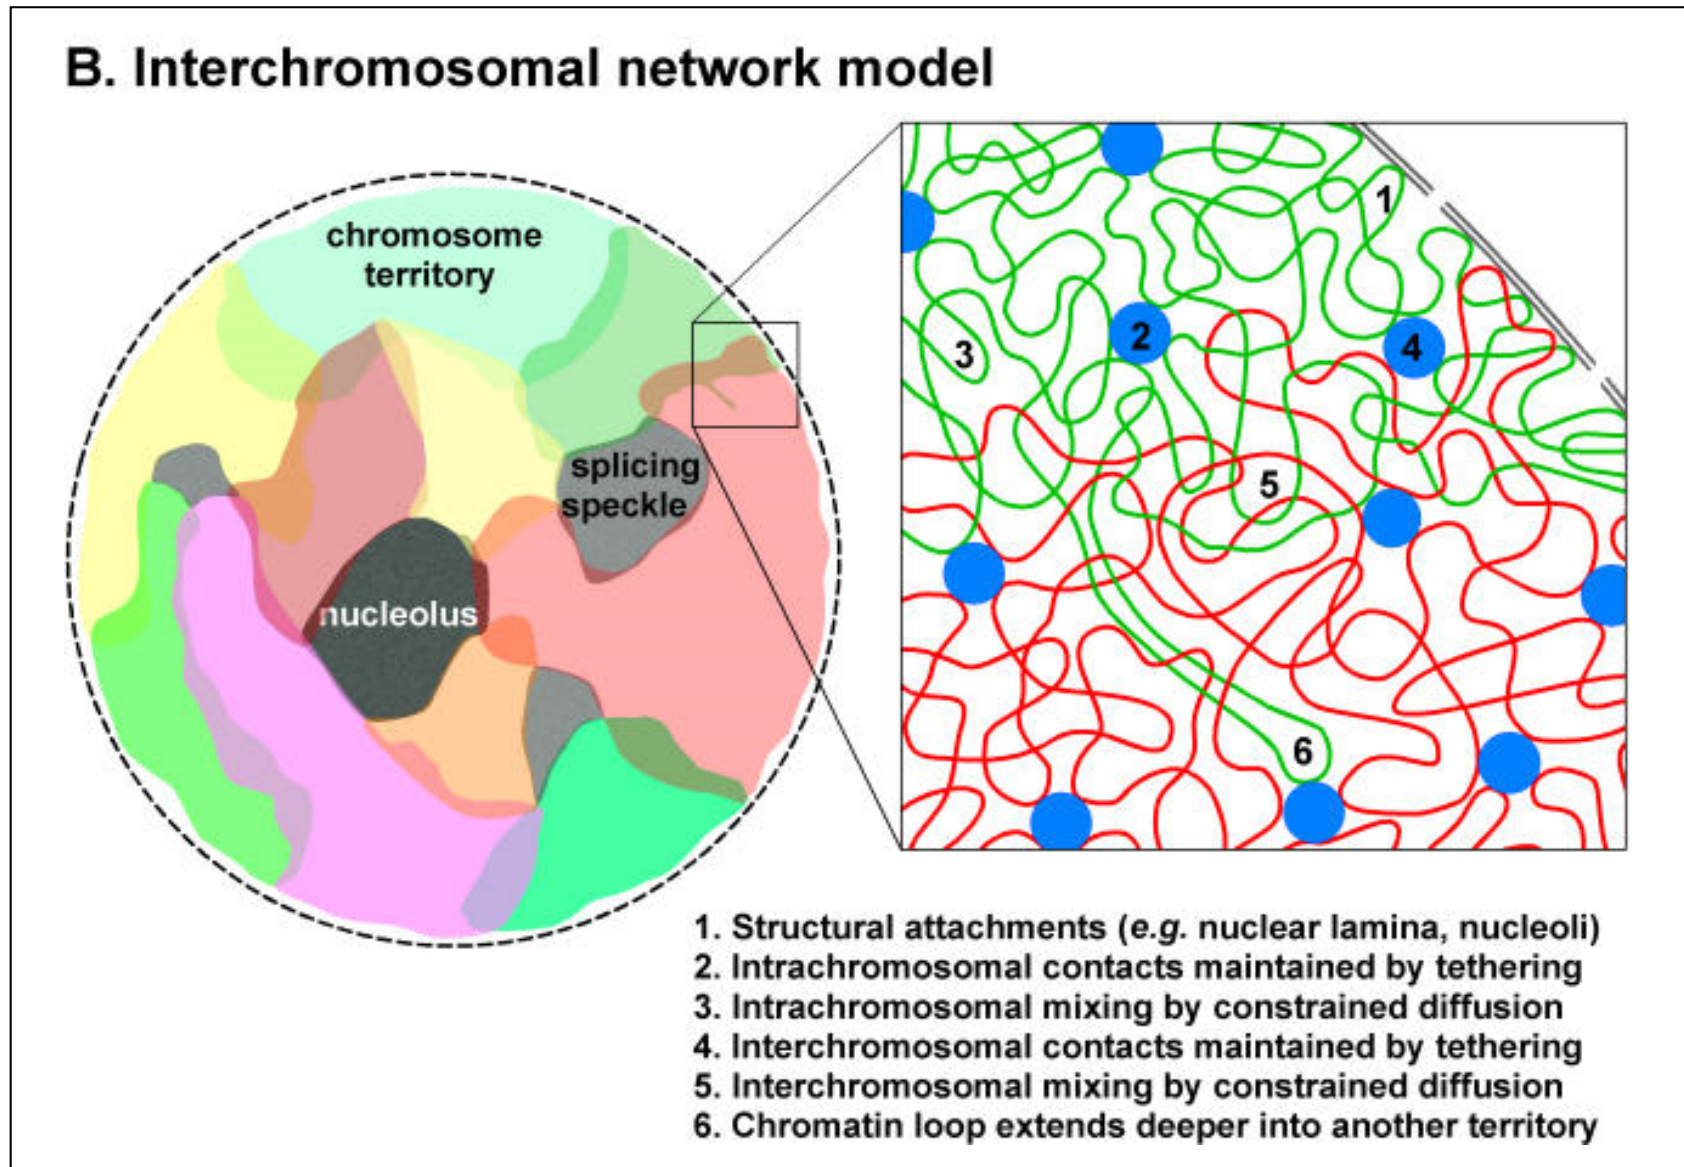 B. Interchromosomal network model
chromosome
territory
splicing
speckle
nucleolus
1
2
3
4
5
6
1. Structural attachments (e.g. nuclear lamina, nucleoli)
2. Intrachromosomal contacts maintained by tethering
3. Intrachromosomal mixing by constrained diffusion
4. Interchromosomal contacts maintained by tethering
5. Interchromosomal mixing by constrained diffusion
6. Chromatin loop extends deeper into another territory